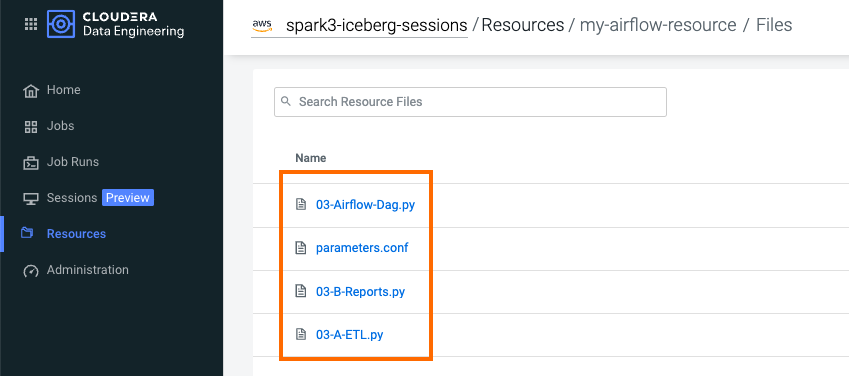 CLOUDERA
Data Engineering
aws spark3-iceberg-sessions / Resources / my-airflow-resource / Files
Home
Jobs
Job Runs
Sessions Preview
Resources
Administration
Search Resource Files
Name
03-Airflow-Dag.py
parameters.conf
03-B-Reports.py
03-A-ETL.py